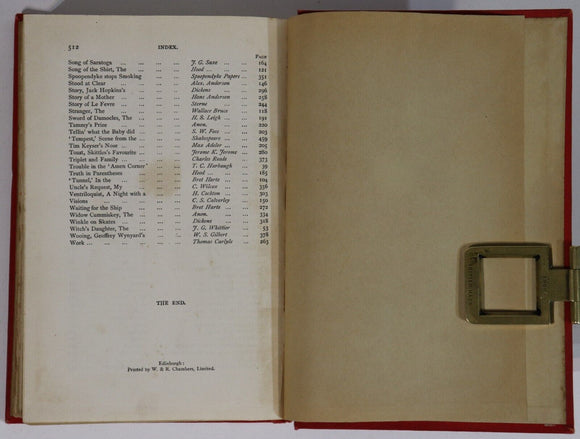 512 INDEX.
PAGE
Song of Saratoga ... ... ... J. G. Saxe ... 164
Song of the Shirt, The ... ... Hood ... ... 121
Spoopendyke stops Smoking Spoopendyke Papers ... 351
Stood at Clear ... ... ... Alex. Anderson ... 146
Story, Jack Hopkins's ... ... Dickens ... 250
Story of a Mother ... ... ... Hans Anderson ... 258
Story of Le Fevre ... ... ... Sterne ... 244
Stranger, The ... ... ... Wallace Bruce ... 118
Sword of Damocles, The ... ... H. S. Leigh ... 191
Tammy's Price ... ... ... Anon. ... 220
Tellin' what the Baby did ... ... S. W. Foss ... 205
'Tempest,' Scene from the ... ... Shakespeare ... 459
Tim Keyser's Nose ... ... ... Max Adeler ... 203
Toast, Skittles's Favourite ... ... Jerome K. Jerome ... 280
Triplet and Family ... ... ... Charles Reade ... 373
Trouble in the 'Amen Corner' ... T. C. Harbaugh ... 39
Truth in Parentheses ... ... Hood ... ... 185
'Tunnel,' In the ... ... ... Bret Harte ... 104
Uncle's Request, My ... ... C. Wilcox ... 336
Ventriloquist, A Night with a ... H. Cockton ... 303
Visions ... ... ... ... C. S. Calverley ... 150
Waiting for the Ship ... ... Bret Harte ... 272
Widow Cummiskey, The ... ... Anon. ... 334
Winkle on Skates ... ... ... Dickens ... 318
Witch's Daughter, The ... ... J. G. Whittier ... 53
Wooing, Geoffrey Wynyard's ... W. S. Gilbert ... 378
Work ... ... ... ... ... Thomas Carlyle ... 263
THE END.
Edinburgh:
Printed by W. & R. Chambers, Limited.